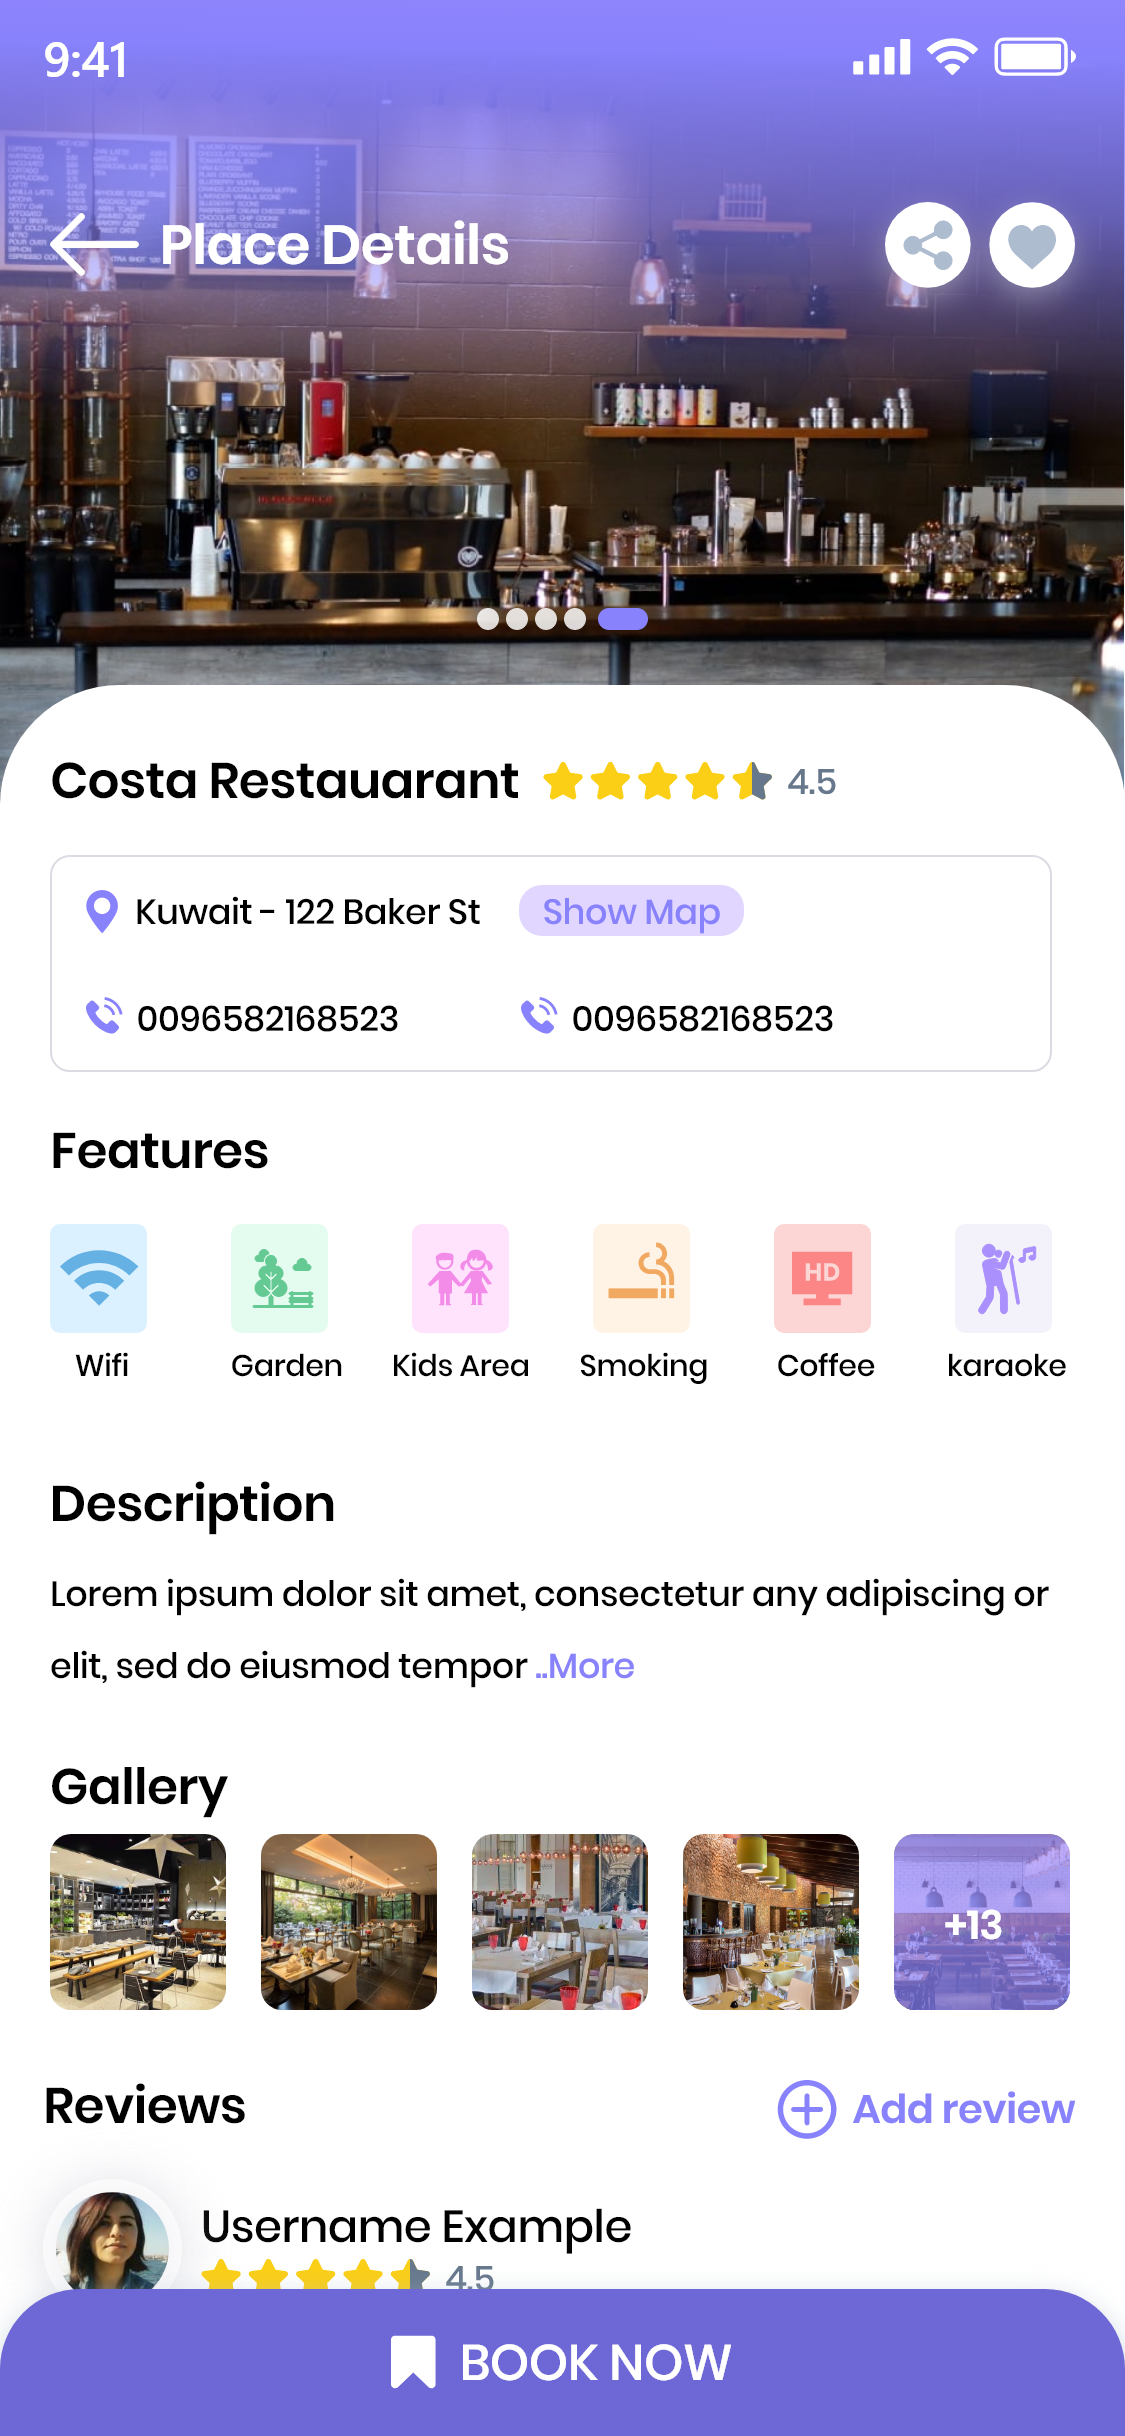 9:41
Place Details
Costa Restauarant 4.5
Kuwait - 122 Baker St Show Map
0096582168523 0096582168523
Features
HD
Wifi Garden Kids Area Smoking Coffee karaoke
Description
Lorem ipsum dolor sit amet, consectetur any adipiscing or
elit, sed do eiusmod tempor ..More
Gallery
+13
Reviews Add review
Username Example
4.5
BOOK NOW